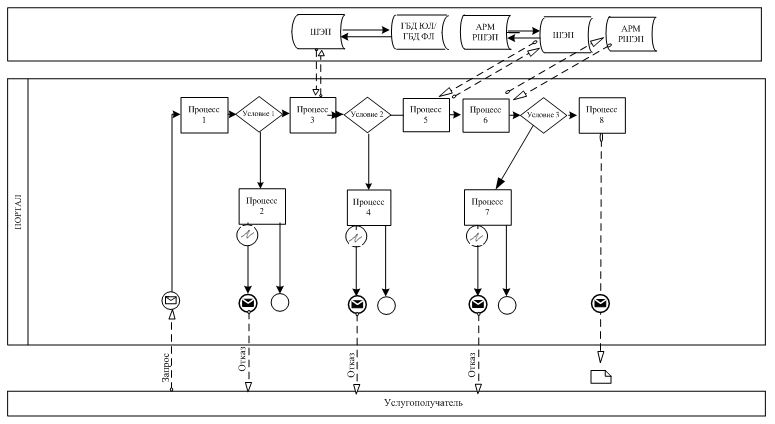 ШЭП
ГБД ЮЛ/
ГБД ФЛ
АРМ
РШЭП
ШЭП
АРМ
РШЭП
ПОРТАЛ
Процесс
1
Условие 1
Процесс
3
Условие 2
Процесс
5
Процесс
6
Условие 3
Процесс
8
Процесс
2
Процесс
4
Процесс
7
Запрос
Отказ
Отказ
Отказ
Услугополучатель